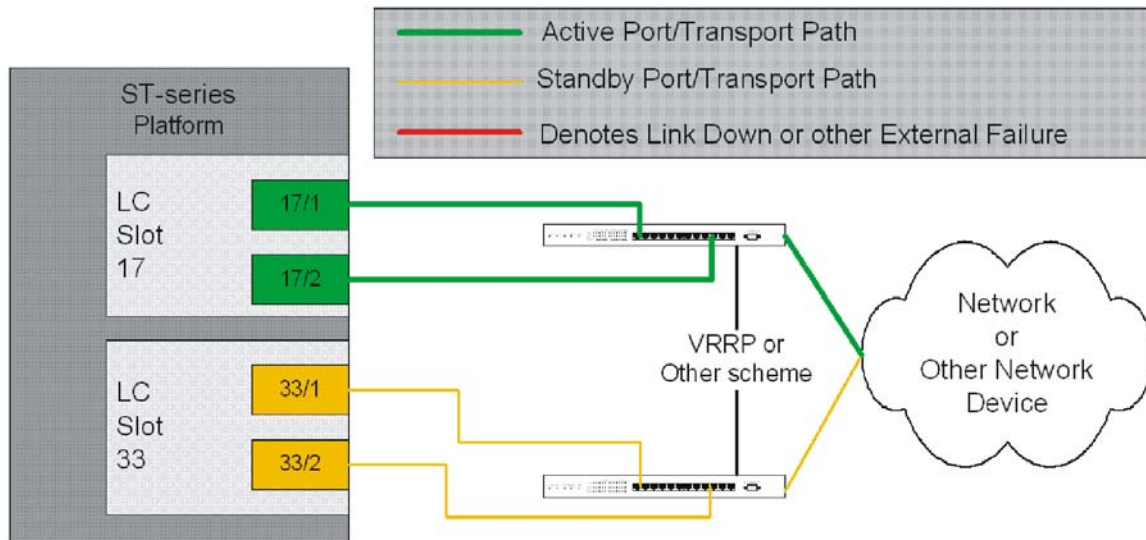 Active Port/Transport Path
Standby Port/Transport Path
Denotes Link Down or other External Failure
ST-series
Platform
LC
Slot
17
17/1
17/2
LC
Slot
33
33/1
33/2
VRRP or
Other scheme
Network
or
Other Network
Device